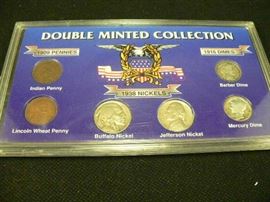 DOUBLE MINTED COLLECTION
1909 PENNIES
1916 DIMES
Indian Penny
Barber Dime
1938 NICKELS
Lincoln Wheat Penny
Buffalo Nickel
Jefferson Nickel
Mercury Dime